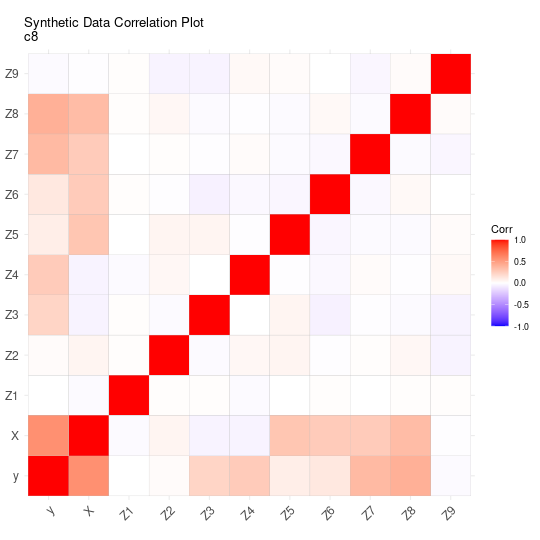 Synthetic Data Correlation Plot
c8
Z9
Z8
Z7
Z6
Z5
Z4
Z3
Z2
Z1
X
y
y X Z1 Z2 Z3 Z4 Z5 Z6 Z7 Z8 Z9
Corr
1.0
0.5
0.0
-0.5
-1.0